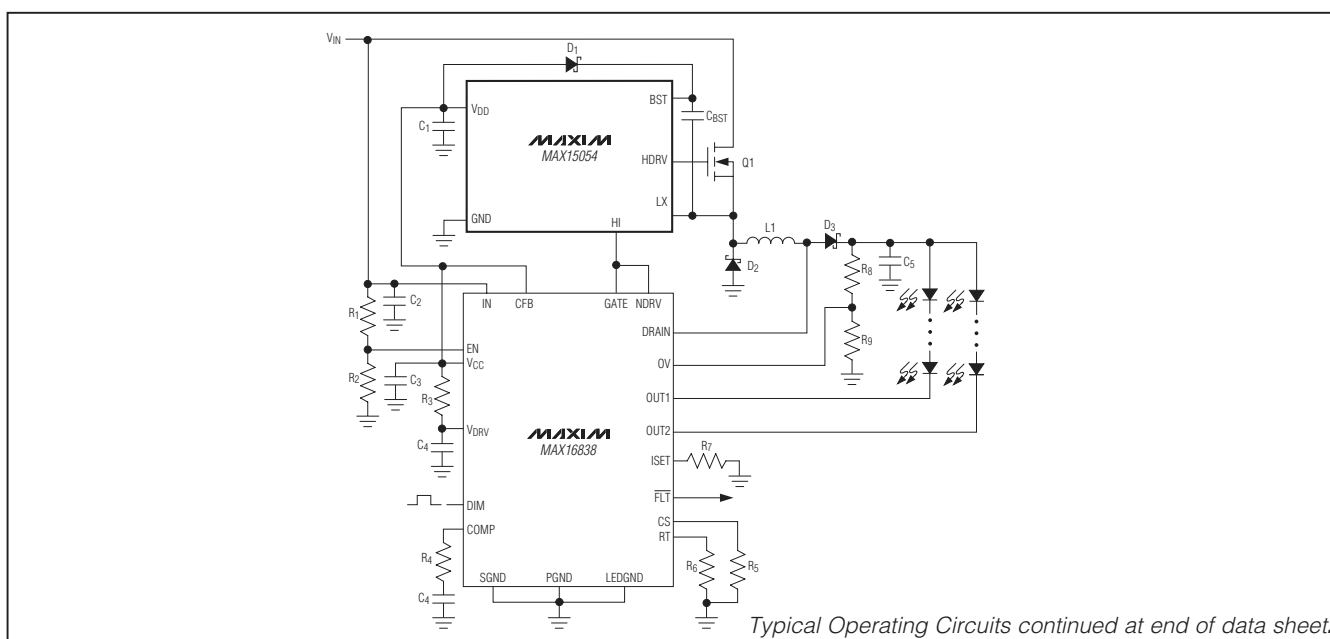 VIN
D1
VDD
BST
C1
CBST
MAXIM
MAX15054
HDRV
Q1
LX
GND
HI
L1
D3
D2
R8
C5
R9
C2
R1
IN
CFB
GATE
NDRV
DRAIN
EN
VCC
OV
R2
C3
R3
OUT1
VDRV
MAXIM
MAX16838
OUT2
C4
ISET
R7
FLT
DIM
CS
COMP
RT
R4
R6
R5
C4
SGND
PGND
LEDGND
Typical Operating Circuits continued at end of data sheet.